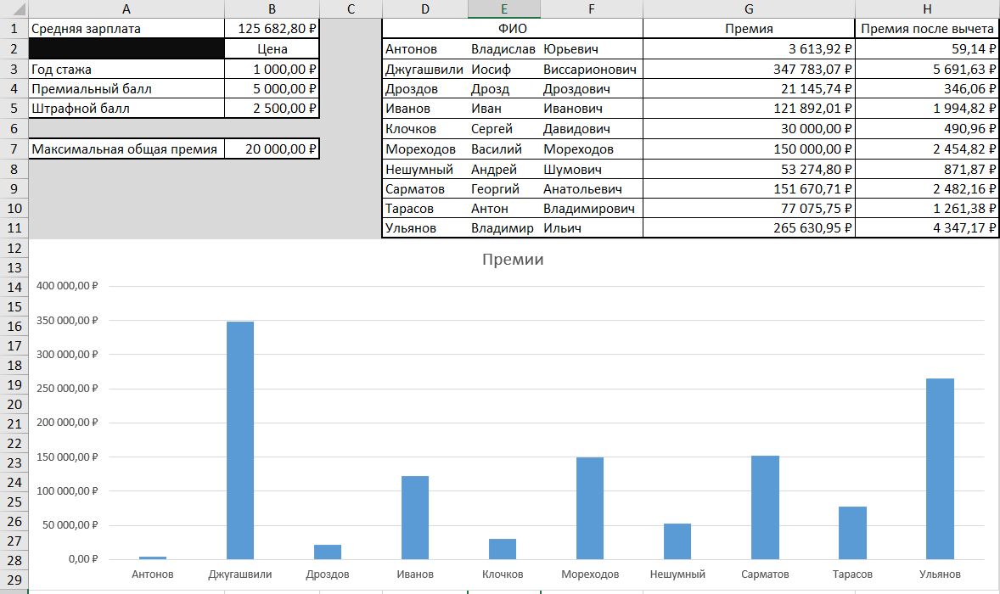 A B C D E F G H
1 Средняя зарплата 125 682,80 ₽ ФИО Премия Премия после вычета
2 Цена Антонов Владислав Юрьевич 3 613,92 ₽ 59,14 ₽
3 Год стажа 1 000,00 ₽ Джугашвили Иосиф Виссарионович 347 783,07 ₽ 5 691,63 ₽
4 Премиальный балл 5 000,00 ₽ Дроздов Дрозд Дроздович 21 145,74 ₽ 346,06 ₽
5 Штрафной балл 2 500,00 ₽ Иванов Иван Иванович 121 892,01 ₽ 1 994,82 ₽
6 Клочков Сергей Давидович 30 000,00 ₽ 490,96 ₽
7 Максимальная общая премия 20 000,00 ₽ Мореходов Василий Мореходов 150 000,00 ₽ 2 454,82 ₽
8 Нешумный Андрей Шумович 53 274,80 ₽ 871,87 ₽
9 Сарматов Георгий Анатольевич 151 670,71 ₽ 2 482,16 ₽
10 Тарасов Антон Владимирович 77 075,75 ₽ 1 261,38 ₽
11 Ульянов Владимир Ильич 265 630,95 ₽ 4 347,17 ₽
12
13 Премии
14 400 000,00 ₽
15
16 350 000,00 ₽
17 300 000,00 ₽
18
19 250 000,00 ₽
20
21 200 000,00 ₽
22
23 150 000,00 ₽
24
25 100 000,00 ₽
26 50 000,00 ₽
27
28 0,00 ₽
29 Антонов Джугашвили Дроздов Иванов Клочков Мореходов Нешумный Сарматов Тарасов Ульянов